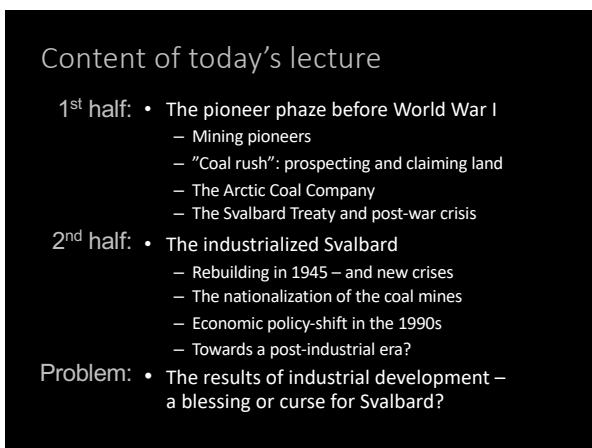 Content of today’s lecture
1st half: • The pioneer phaze before World War I
– Mining pioneers
– ”Coal rush”: prospecting and claiming land
– The Arctic Coal Company
– The Svalbard Treaty and post-war crisis
2nd half: • The industrialized Svalbard
– Rebuilding in 1945 – and new crises
– The nationalization of the coal mines
– Economic policy-shift in the 1990s
– Towards a post-industrial era?
Problem: • The results of industrial development –
a blessing or curse for Svalbard?